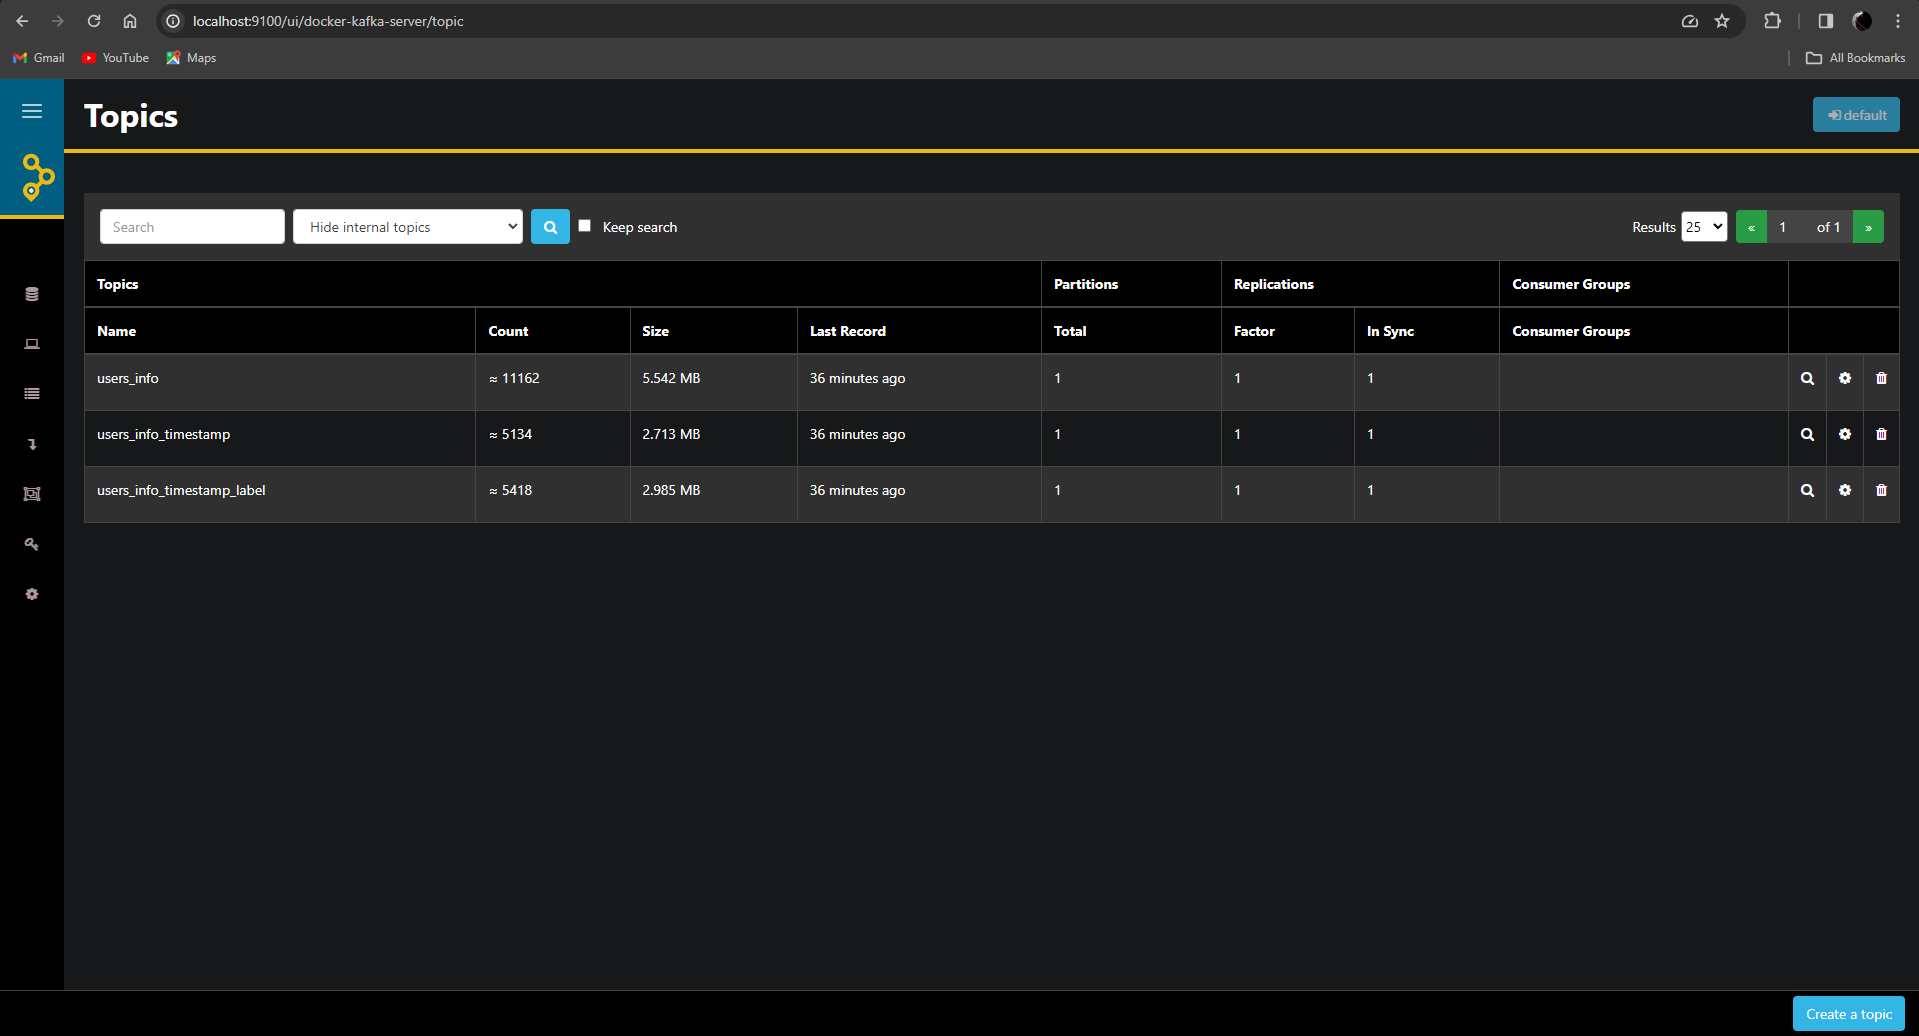 localhost:9100/ui/docker-kafka-server/topic
Gmail YouTube Maps All Bookmarks
Topics default
Search Hide internal topics Keep search Results 25 « 1 of 1 »
Topics Partitions Replications Consumer Groups
Name Count Size Last Record Total Factor In Sync Consumer Groups
users_info ≈ 11162 5.542 MB 36 minutes ago 1 1 1
users_info_timestamp ≈ 5134 2.713 MB 36 minutes ago 1 1 1
users_info_timestamp_label ≈ 5418 2.985 MB 36 minutes ago 1 1 1
Create a topic